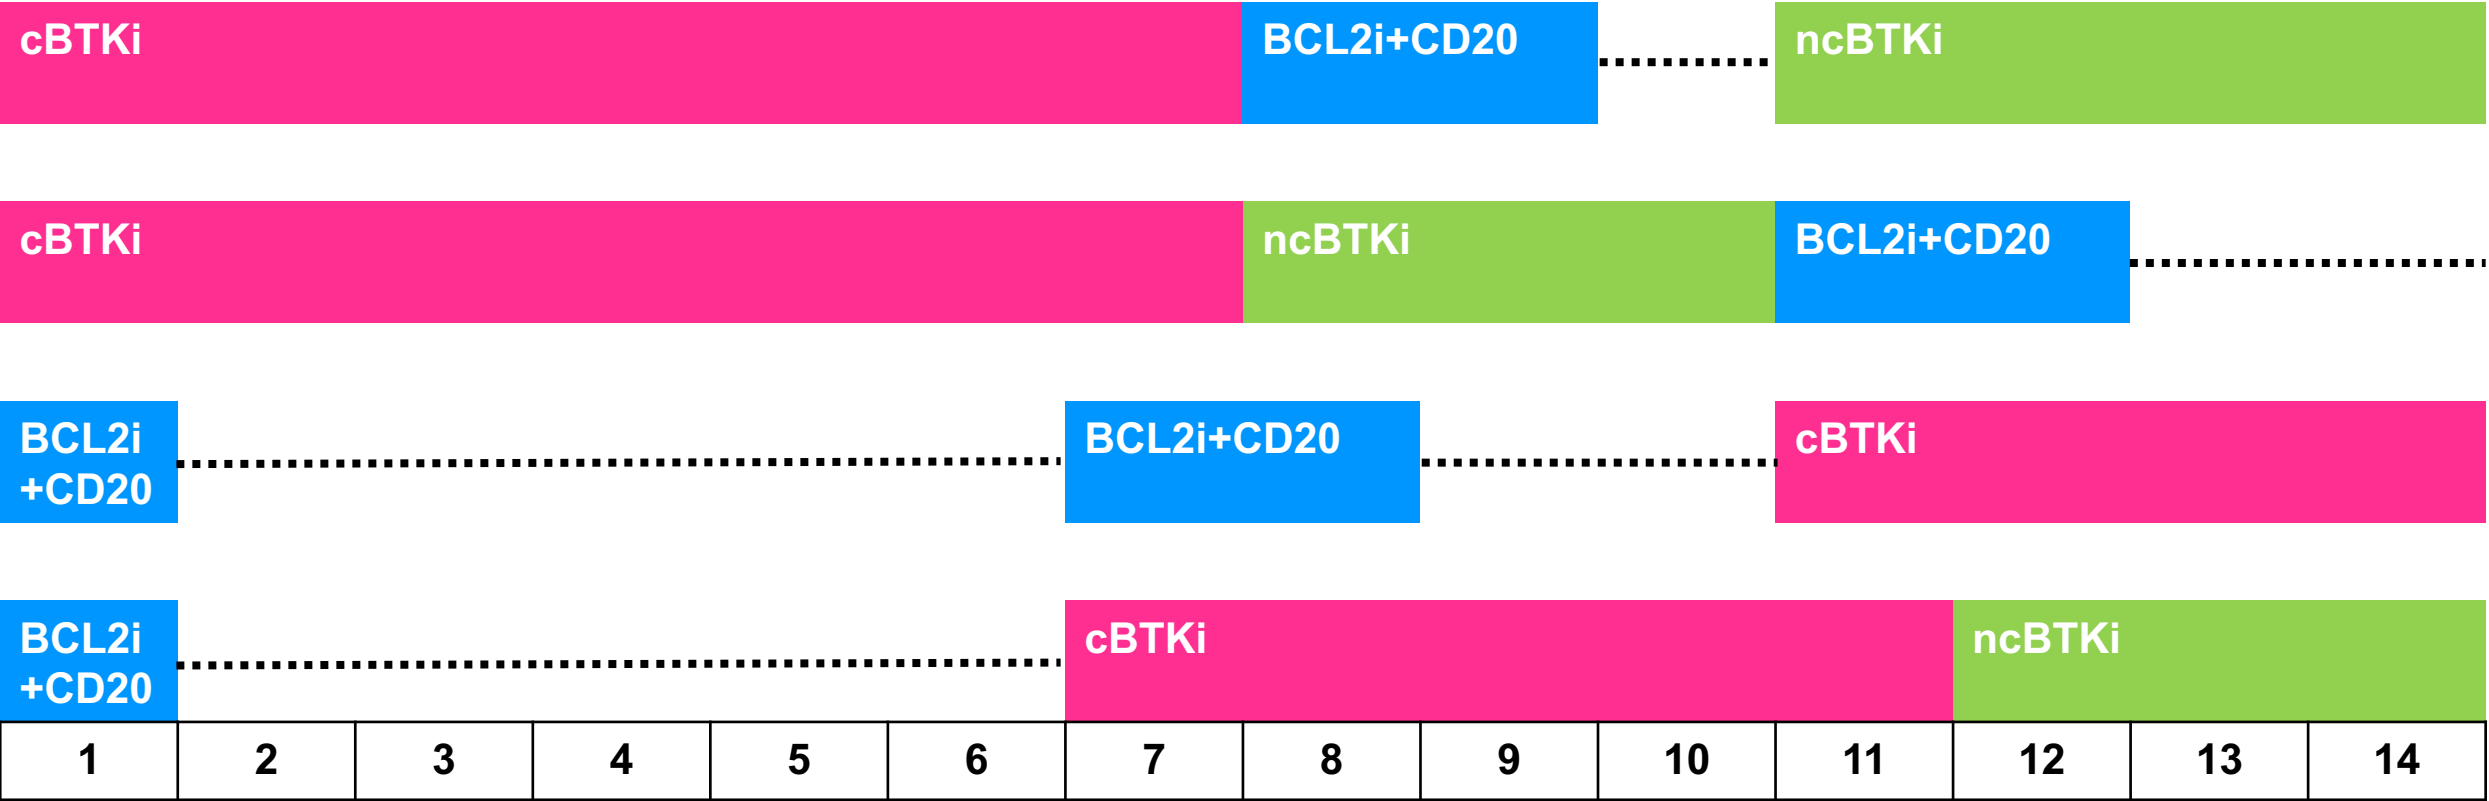 cBTKi
BCL2i+CD20
ncBTKi
cBTKi
ncBTKi
BCL2i+CD20
BCL2i
+CD20
BCL2i+CD20
cBTKi
BCL2i
+CD20
cBTKi
ncBTKi
1 2 3 4 5 6 7 8 9 10 11 12 13 14